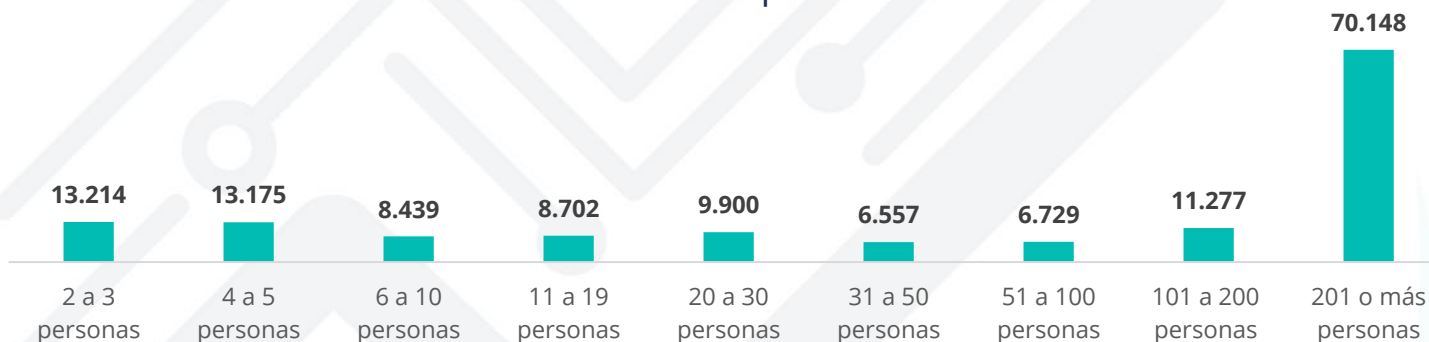 70.148
13.214
13.175
8.439
8.702
9.900
6.557
6.729
11.277
2 a 3 personas
4 a 5 personas
6 a 10 personas
11 a 19 personas
20 a 30 personas
31 a 50 personas
51 a 100 personas
101 a 200 personas
201 o más personas